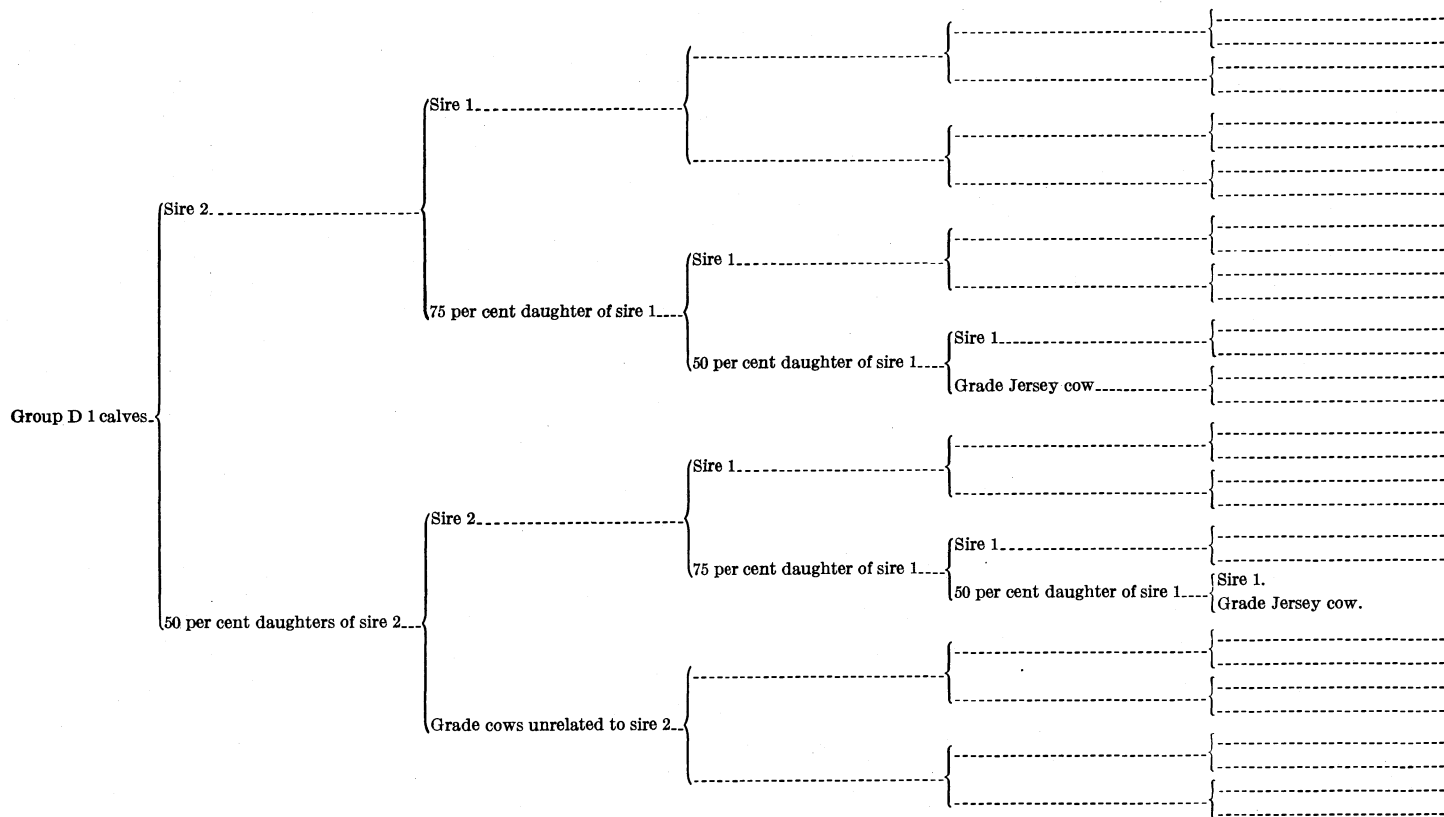 Sire 1
Sire 2
Sire 1
75 per cent daughter of sire 1
Sire 1
50 per cent daughter of sire 1
Grade Jersey cow
Group D 1 calves
Sire 1
Sire 2
Sire 1
75 per cent daughter of sire 1
Sire 1.
50 per cent daughter of sire 1
Grade Jersey cow.
50 per cent daughters of sire 2
Grade cows unrelated to sire 2